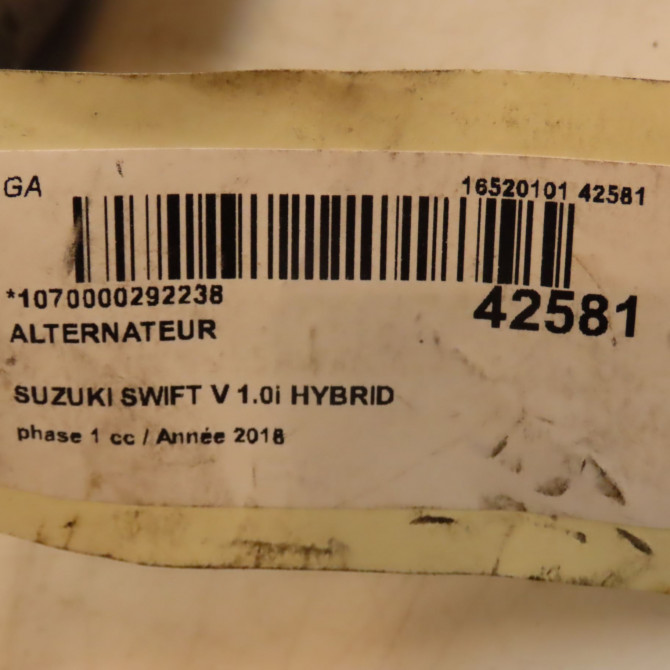 GA 16520101 42581
*1070000292238 42581
ALTERNATEUR
SUZUKI SWIFT V 1.0i HYBRID
phase 1 cc / Année 2018